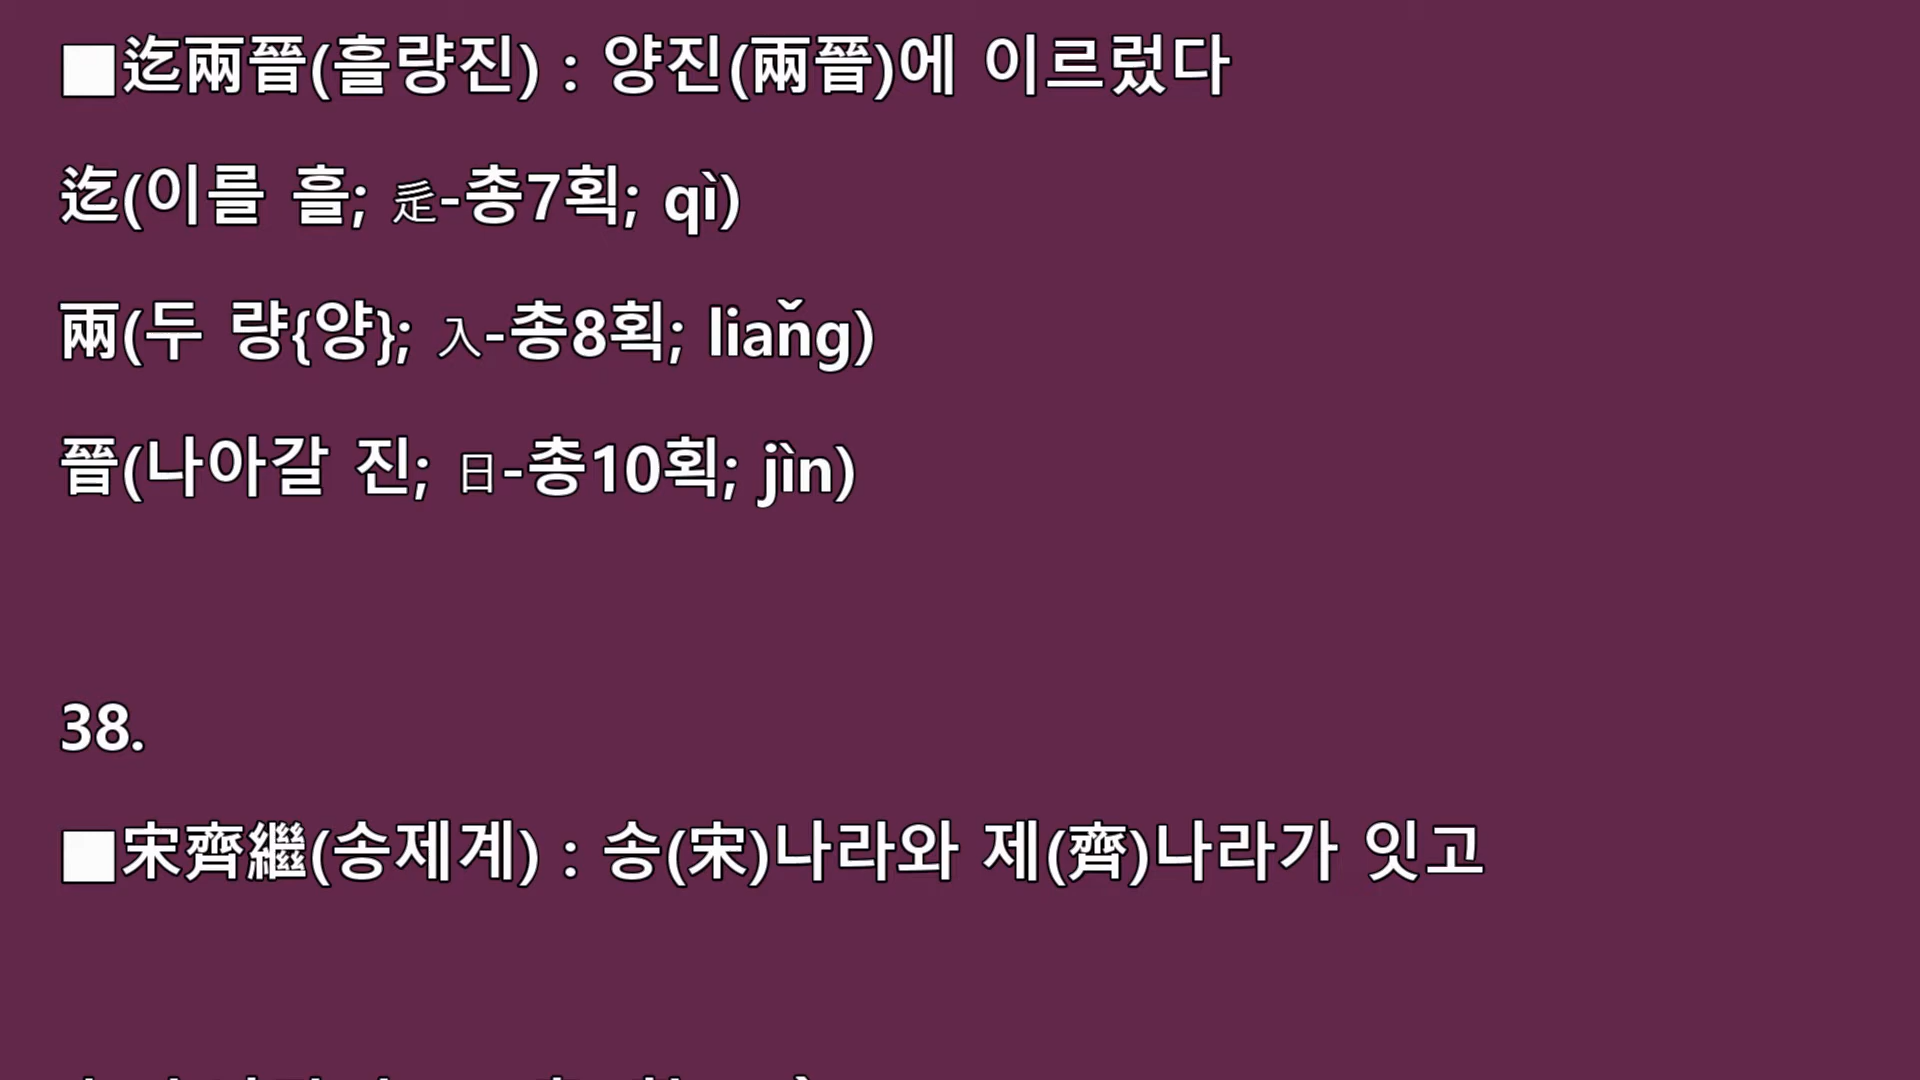 ■迄兩晉(흘량진) : 양진(兩晉)에 이르렀다
迄(이를 흘; 辵-총7획; qì)
兩(두 량{양}; 入-총8획; liaňg)
晉(나아갈 진; 日-총10획; jìn)
38.
■宋齊繼(송제계) : 송(宋)나라와 제(齊)나라가 잇고